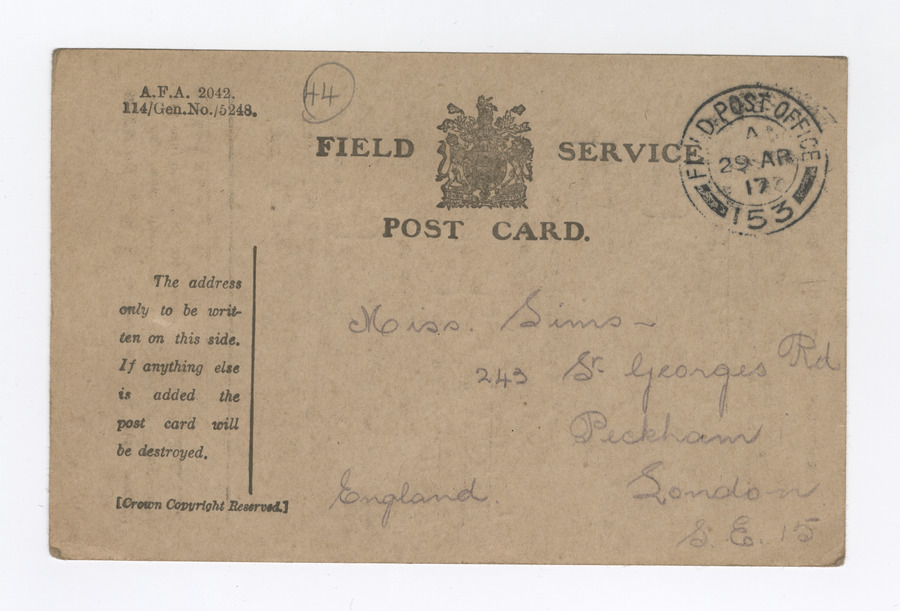 A.F.A. 2042.
114/Gen.No./5248.
44
FIELD SERVICE
POST CARD.
FIELD POST OFFICE
29 AP
17
153
The address
only to be writ-
ten on this side.
If anything else
is added the
post card will
be destroyed.
[Crown Copyright Reserved.]
Miss. Sims -
243 St. Georges Rd
Peckham
England. London
S.E. 15